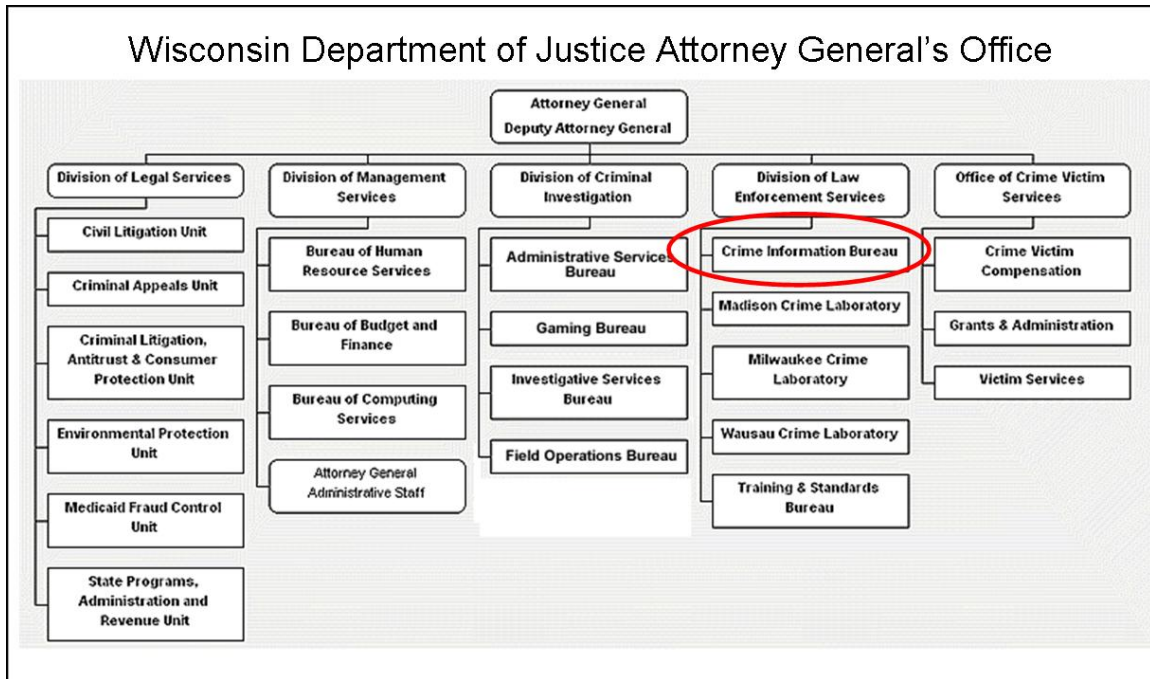 Wisconsin Department of Justice Attorney General's Office
Attorney General
Deputy Attorney General
Division of Legal Services
Civil Litigation Unit
Criminal Appeals Unit
Criminal Litigation,
Antitrust & Consumer
Protection Unit
Environmental Protection
Unit
Medicaid Fraud Control
Unit
State Programs,
Administration and
Revenue Unit
Division of Management
Services
Bureau of Human
Resource Services
Bureau of Budget and
Finance
Bureau of Computing
Services
Attorney General
Administrative Staff
Division of Criminal
Investigation
Administrative Services
Bureau
Gaming Bureau
Investigative Services
Bureau
Field Operations Bureau
Division of Law
Enforcement Services
Crime Information Bureau
Madison Crime Laboratory
Milwaukee Crime
Laboratory
Wausau Crime Laboratory
Training & Standards
Bureau
Office of Crime Victim
Services
Crime Victim
Compensation
Grants & Administration
Victim Services